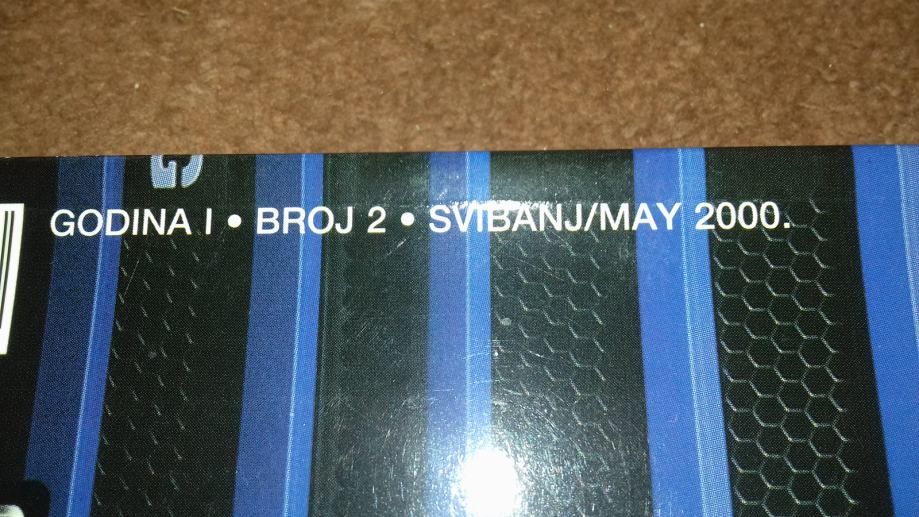 G
GODINA I • BROJ 2 • SVIBANJ/MAY 2000.